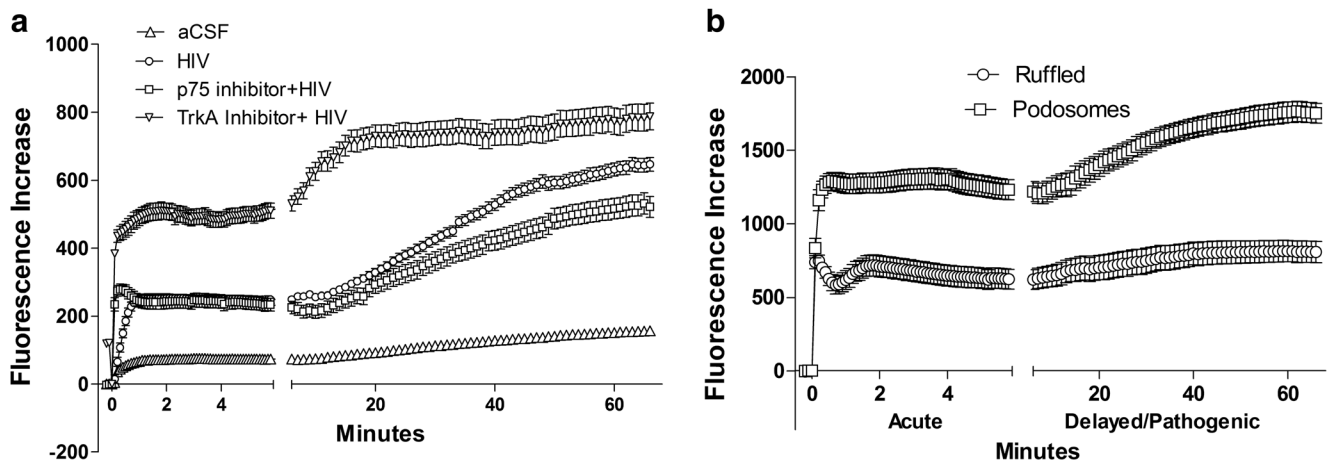 a
aCSF
HIV
p75 inhibitor+HIV
TrkA Inhibitor+ HIV
Fluorescence Increase
1000
800
600
400
200
0
-200
0 2 4 20 40 60
Minutes
b
Ruffled
Podosomes
Fluorescence Increase
2000
1500
1000
500
0
0 2 4 20 40 60
Acute Delayed/Pathogenic
Minutes